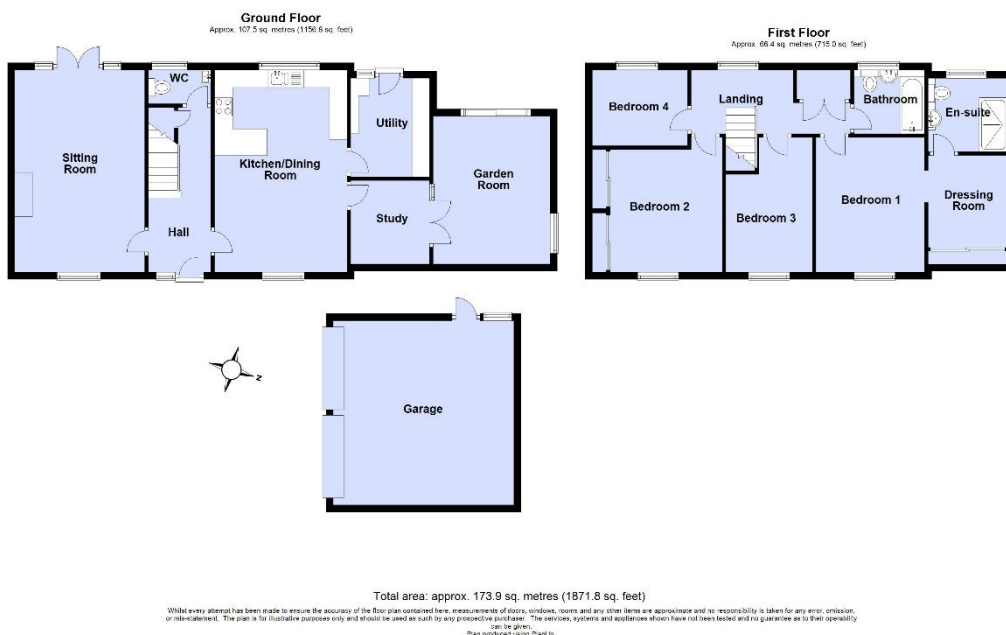 Ground Floor
Approx. 107.5 sq. metres (1156.8 sq. feet)
WC
Sitting
Room
Hall
Kitchen/Dining
Room
Utility
Study
Garden
Room
Garage
N
First Floor
Approx. 66.4 sq. metres (715.0 sq. feet)
Bedroom 4
Landing
Bathroom
En-suite
Bedroom 2
Bedroom 3
Bedroom 1
Dressing
Room
Total area: approx. 173.9 sq. metres (1871.8 sq. feet)
Whilst every attempt has been made to ensure the accuracy of the floor plan contained here, measurements of doors, windows, rooms and any other items are approximate and no responsibility is taken for any error, omission,
or mis-statement. The plan is for illustrative purposes only and should be used as such by any prospective purchaser. The services, systems and appliances shown have not been tested and no guarantee as to their operability
can be given.
Plan produced using PlanUp.